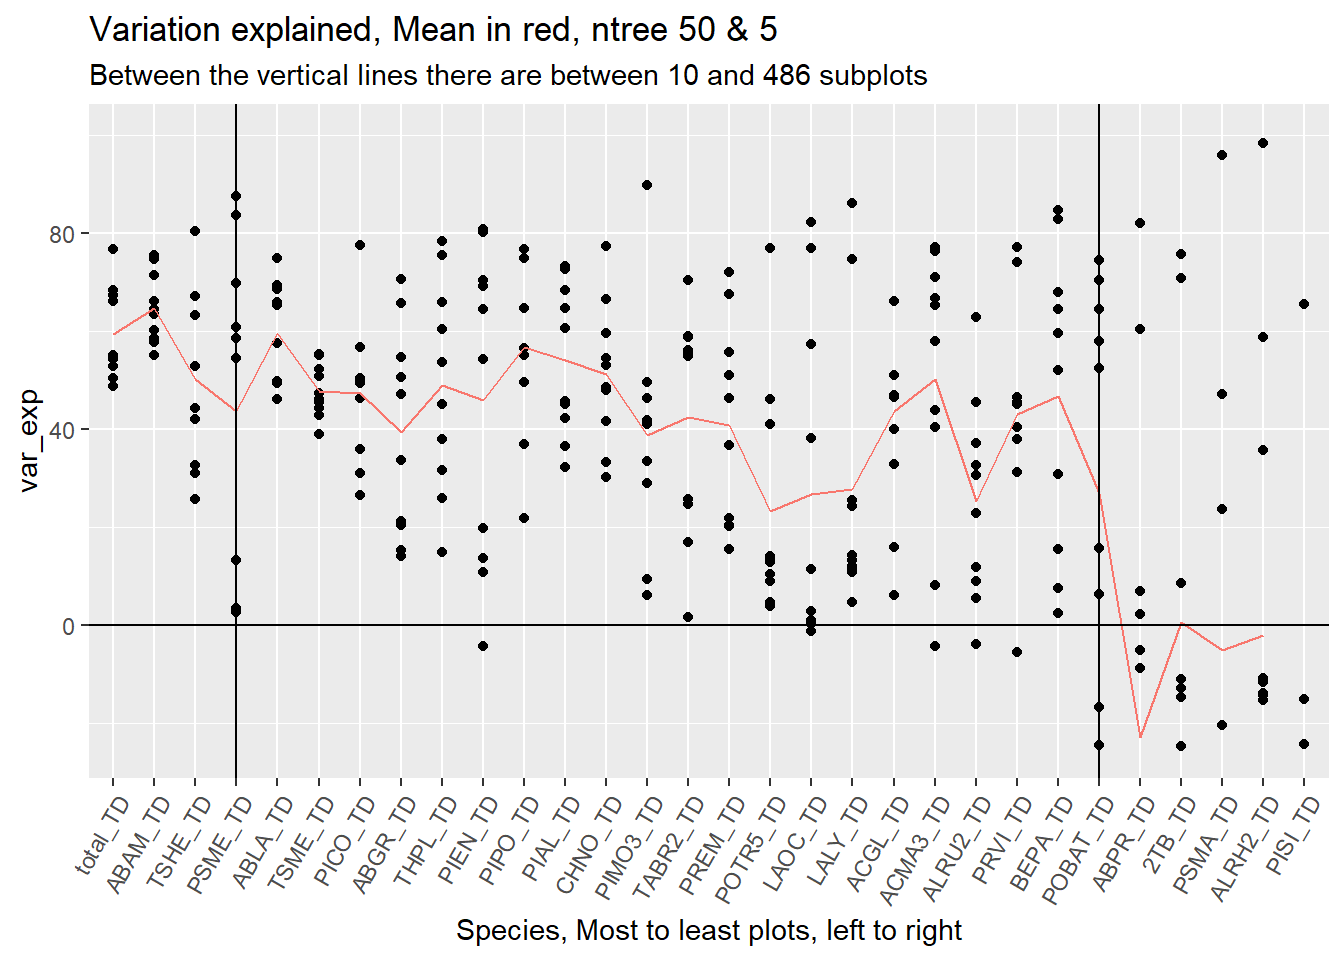 Variation explained, Mean in red, ntree 50 & 5
Between the vertical lines there are between 10 and 486 subplots
var_exp
80
40
0
total_TD
ABAM_TD
TSHE_TD
PSME_TD
ABLA_TD
TSME_TD
PICO_TD
ABGR_TD
THPL_TD
PIEN_TD
PIPO_TD
PIAL_TD
CHNO_TD
PIMO3_TD
TABR2_TD
PREM_TD
POTR5_TD
LAOC_TD
LALY_TD
ACGL_TD
ACMA3_TD
ALRU2_TD
PRVI_TD
BEPA_TD
POBAT_TD
ABPR_TD
2TB_TD
PSMA_TD
ALRH2_TD
PISI_TD
Species, Most to least plots, left to right